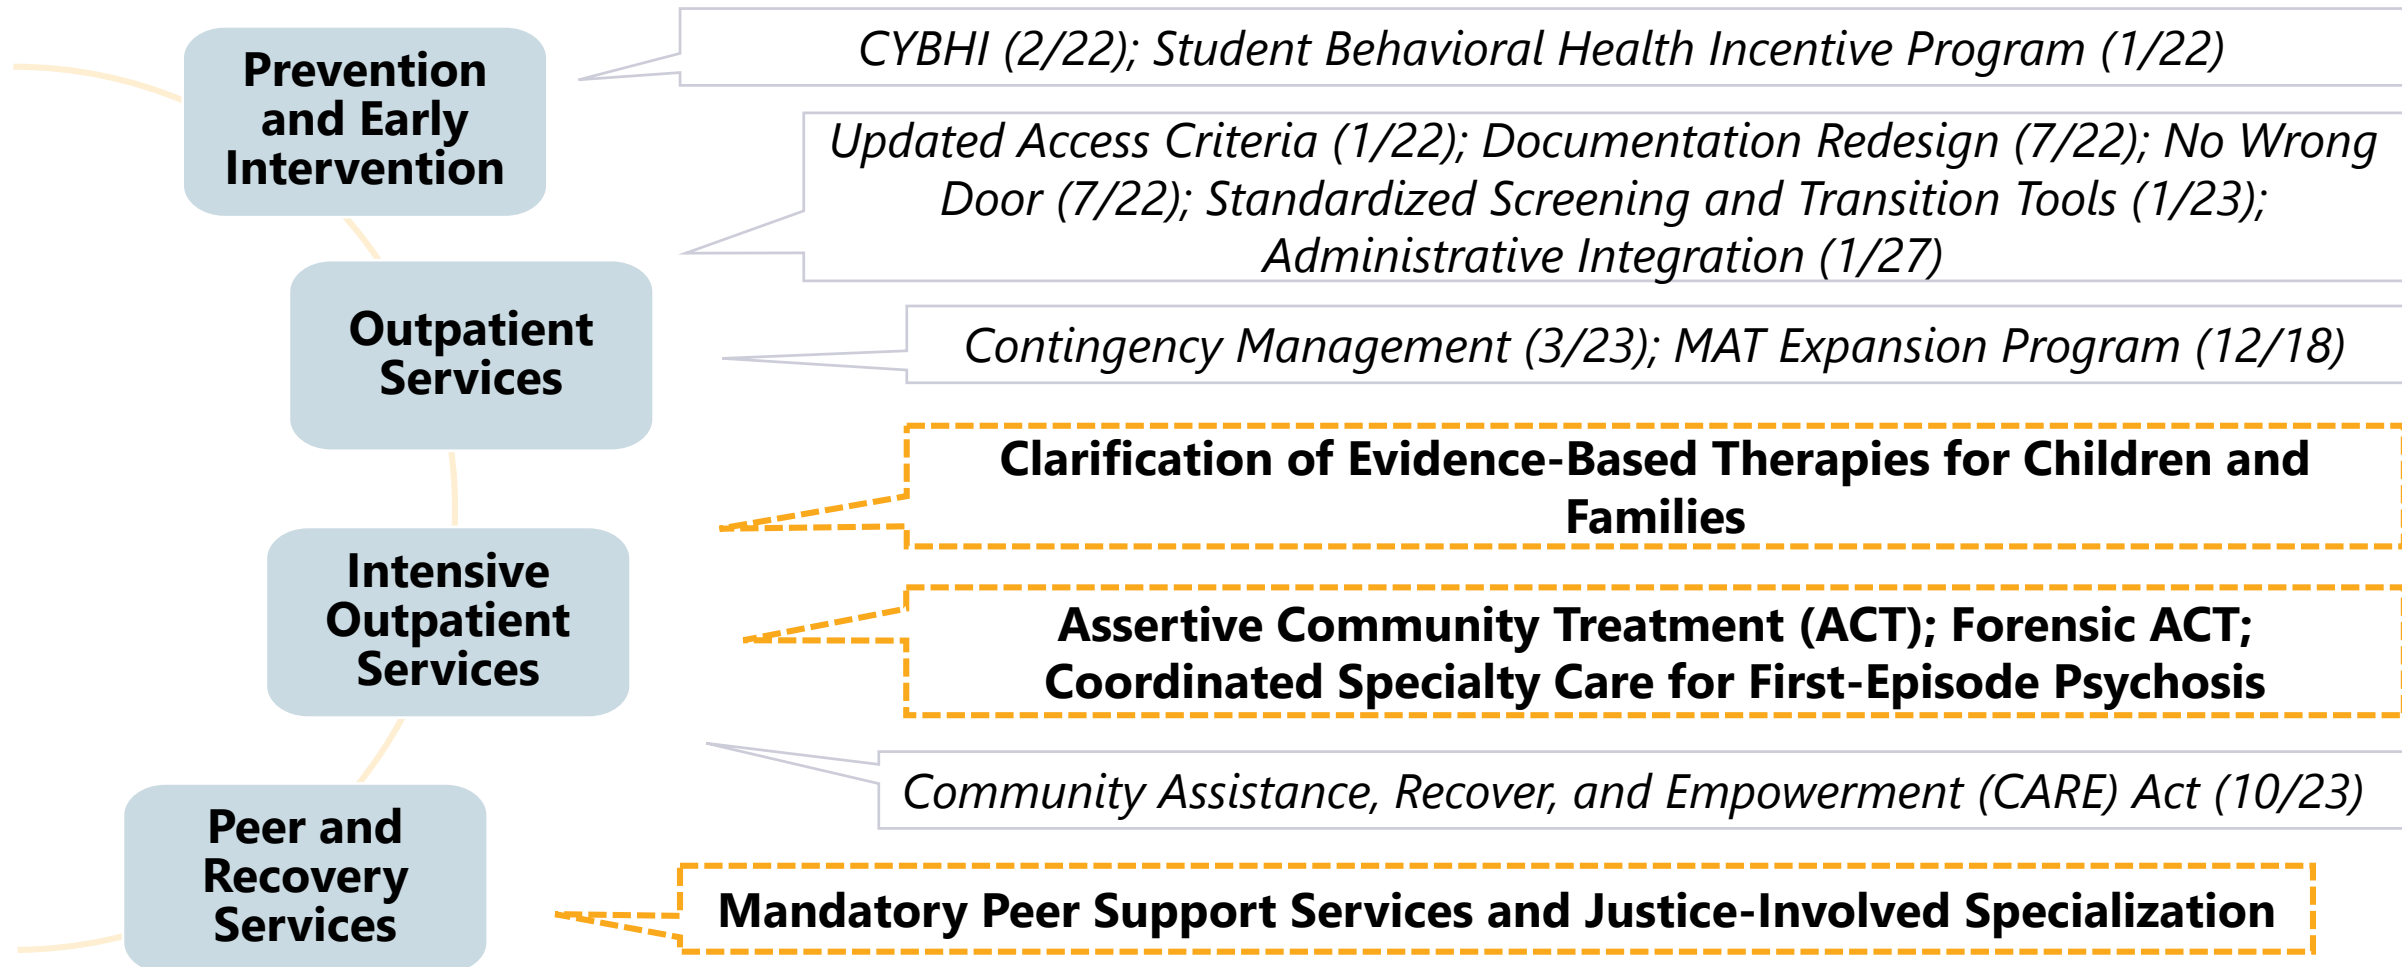 Prevention
and Early
Intervention
CYBHI (2/22); Student Behavioral Health Incentive Program (1/22)
Updated Access Criteria (1/22); Documentation Redesign (7/22); No Wrong
Door (7/22); Standardized Screening and Transition Tools (1/23);
Administrative Integration (1/27)
Outpatient
Services
Contingency Management (3/23); MAT Expansion Program (12/18)
Clarification of Evidence-Based Therapies for Children and
Families
Intensive
Outpatient
Services
Assertive Community Treatment (ACT); Forensic ACT;
Coordinated Specialty Care for First-Episode Psychosis
Community Assistance, Recover, and Empowerment (CARE) Act (10/23)
Peer and
Recovery
Services
Mandatory Peer Support Services and Justice-Involved Specialization